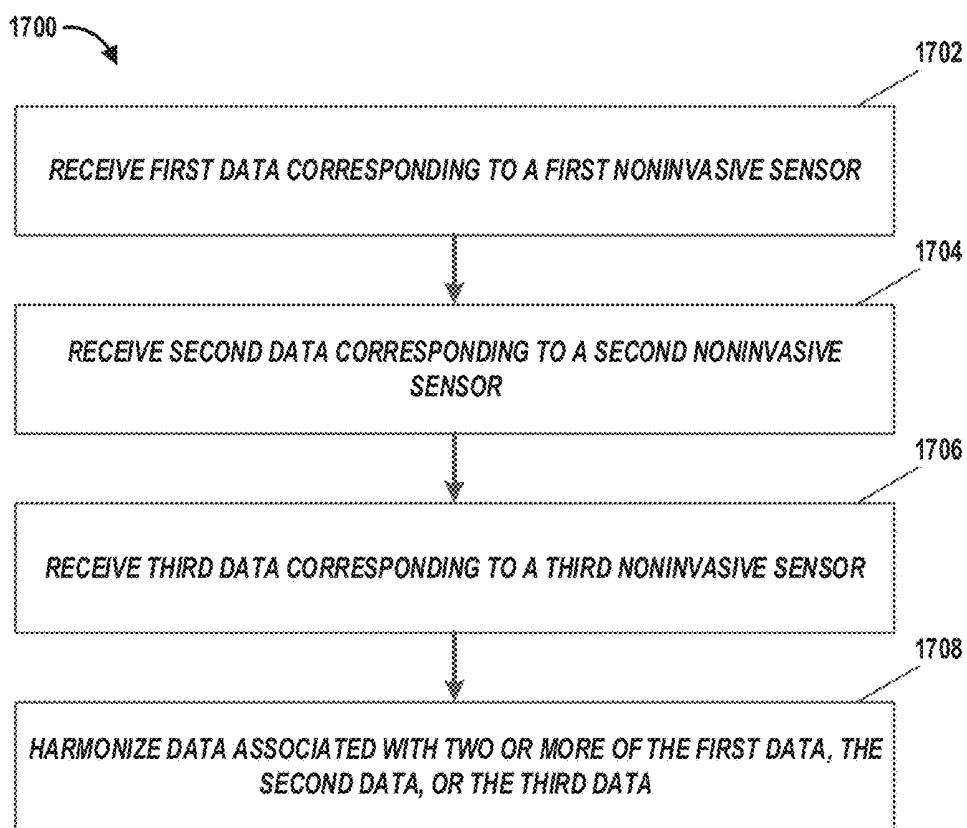 1700
1702
RECEIVE FIRST DATA CORRESPONDING TO A FIRST NONINVASIVE SENSOR
1704
RECEIVE SECOND DATA CORRESPONDING TO A SECOND NONINVASIVE
SENSOR
1706
RECEIVE THIRD DATA CORRESPONDING TO A THIRD NONINVASIVE SENSOR
1708
HARMONIZE DATA ASSOCIATED WITH TWO OR MORE OF THE FIRST DATA, THE
SECOND DATA, OR THE THIRD DATA